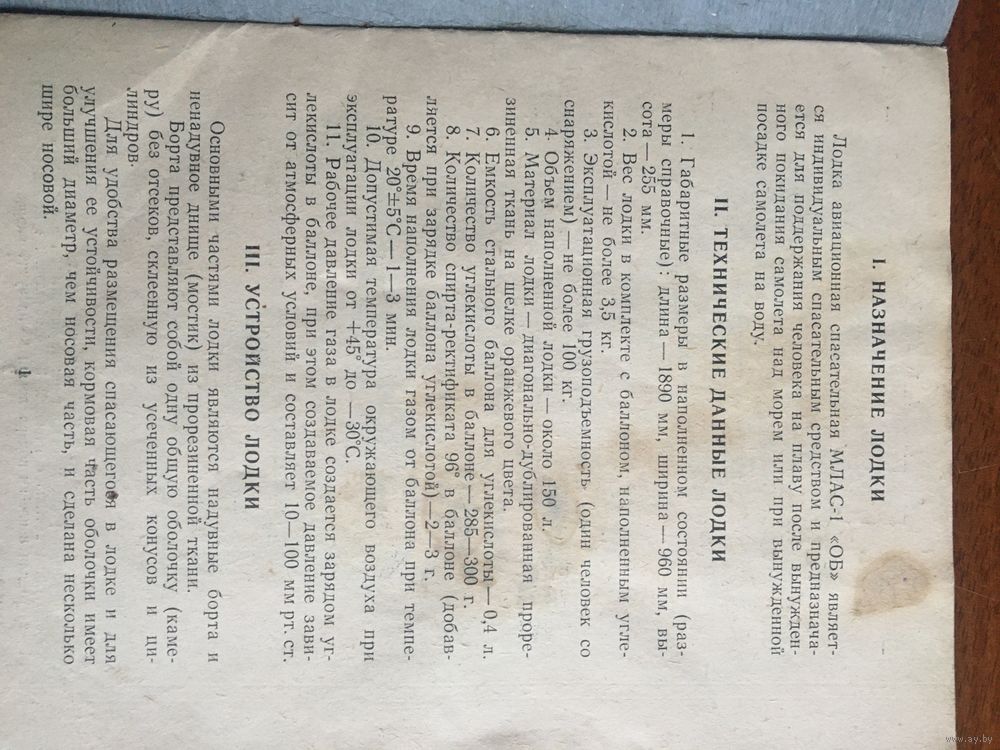 I. НАЗНАЧЕНИЕ ЛОДКИ
Лодка авиационная спасательная МЛАС-1 «ОБ» являет-
ся индивидуальным спасательным средством и предназнача-
ется для поддержания человека на плаву после вынужден-
ного покидания самолета над морем или при вынужденной
посадке самолета на воду.
II. ТЕХНИЧЕСКИЕ ДАННЫЕ ЛОДКИ
1. Габаритные размеры в наполненном состоянии (раз-
меры справочные): длина — 1890 мм, ширина — 960 мм, вы-
сота — 255 мм.
2. Вес лодки в комплекте с баллоном, наполненным угле-
кислотой — не более 3,5 кг.
3. Эксплуатационная грузоподъемность (один человек со
снаряжением) — не более 100 кг.
4. Объем наполненной лодки — около 150 л.
5. Материал лодки — диагонально-дублированная проре-
зиненная ткань на шелке оранжевого цвета.
6. Емкость стального баллона для углекислоты — 0,4 л.
7. Количество углекислоты в баллоне — 285—300 г.
8. Количество спирта-ректификата 96° в баллоне (добав-
ляется при зарядке баллона углекислотой) — 2—3 г.
9. Время наполнения лодки газом от баллона при темпе-
ратуре 20°±5°С — 1—3 мин.
10. Допустимая температура окружающего воздуха при
эксплуатации лодки от +45° до —30°С.
11. Рабочее давление газа в лодке создается зарядом уг-
лекислоты в баллоне, при этом создаваемое давление зави-
сит от атмосферных условий и составляет 10—100 мм рт. ст.
III. УСТРОЙСТВО ЛОДКИ
Основными частями лодки являются надувные борта и
ненадувное днище (мостик) из прорезиненной ткани.
Борта представляют собой одну общую оболочку (каме-
ру) без отсеков, склеенную из усеченных конусов и ци-
линдров.
Для удобства размещения спасающегося в лодке и для
улучшения ее устойчивости, кормовая часть оболочки имеет
больший диаметр, чем носовая часть, и сделана несколько
шире носовой.
1
www.ay.by